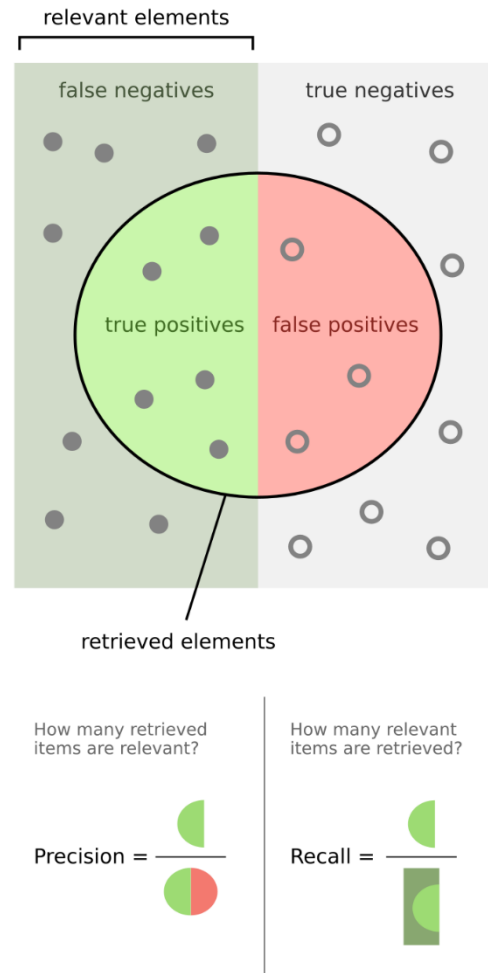 relevant elements
false negatives
true negatives
true positives
false positives
retrieved elements
How many retrieved
items are relevant?
Precision =
How many relevant
items are retrieved?
Recall =